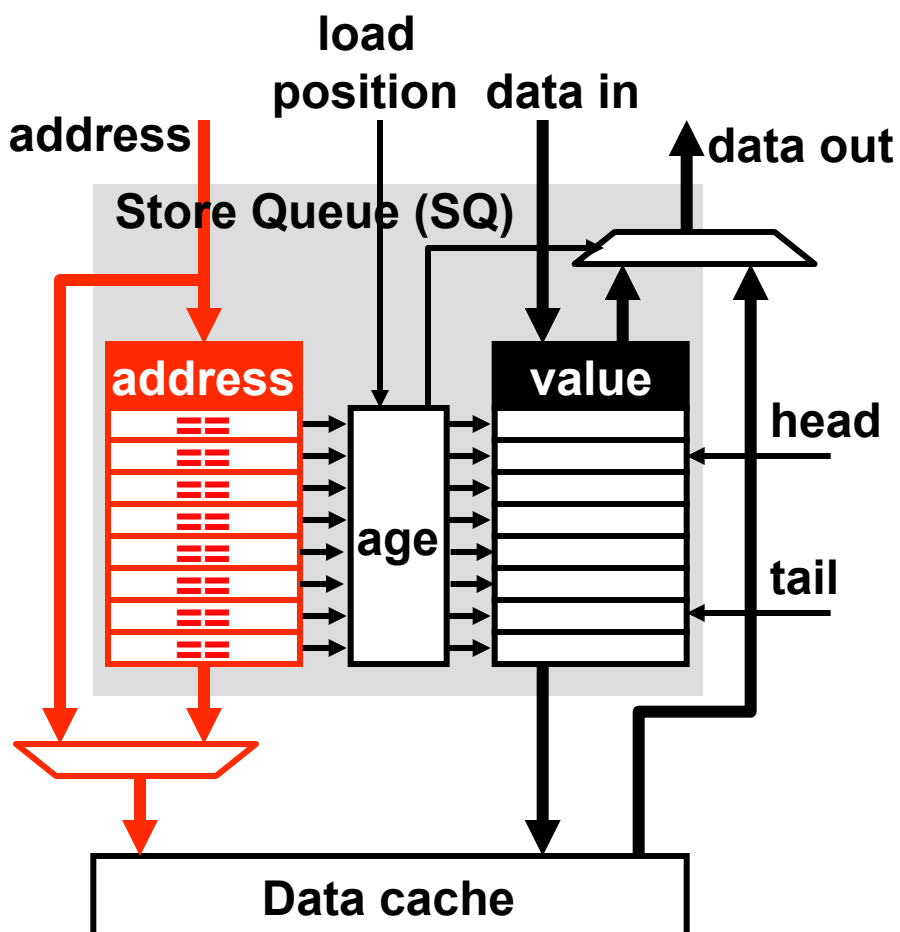 load
position
data in
address
data out
Store Queue (SQ)
address
value
==
==
==
==
==
==
==
==
age
head
tail
Data cache